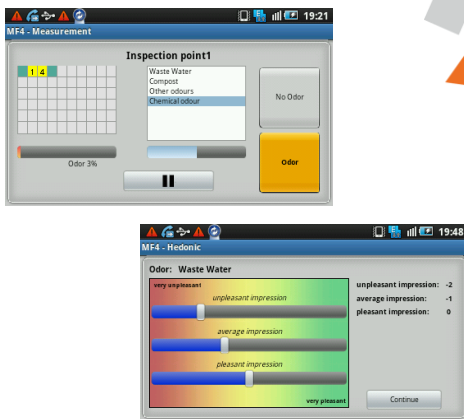 19:21
MF4 - Measurement
Inspection point1
1 4
Waste Water
Compost
Other odours
Chemical odour
No Odor
Odor 3%
Odor
19:48
MF4 - Hedonic
Odor: Waste Water
very unpleasant
unpleasant impression
average impression
pleasant impression
very pleasant
unpleasant impression: -2
average impression: -1
pleasant impression: 0
Continue